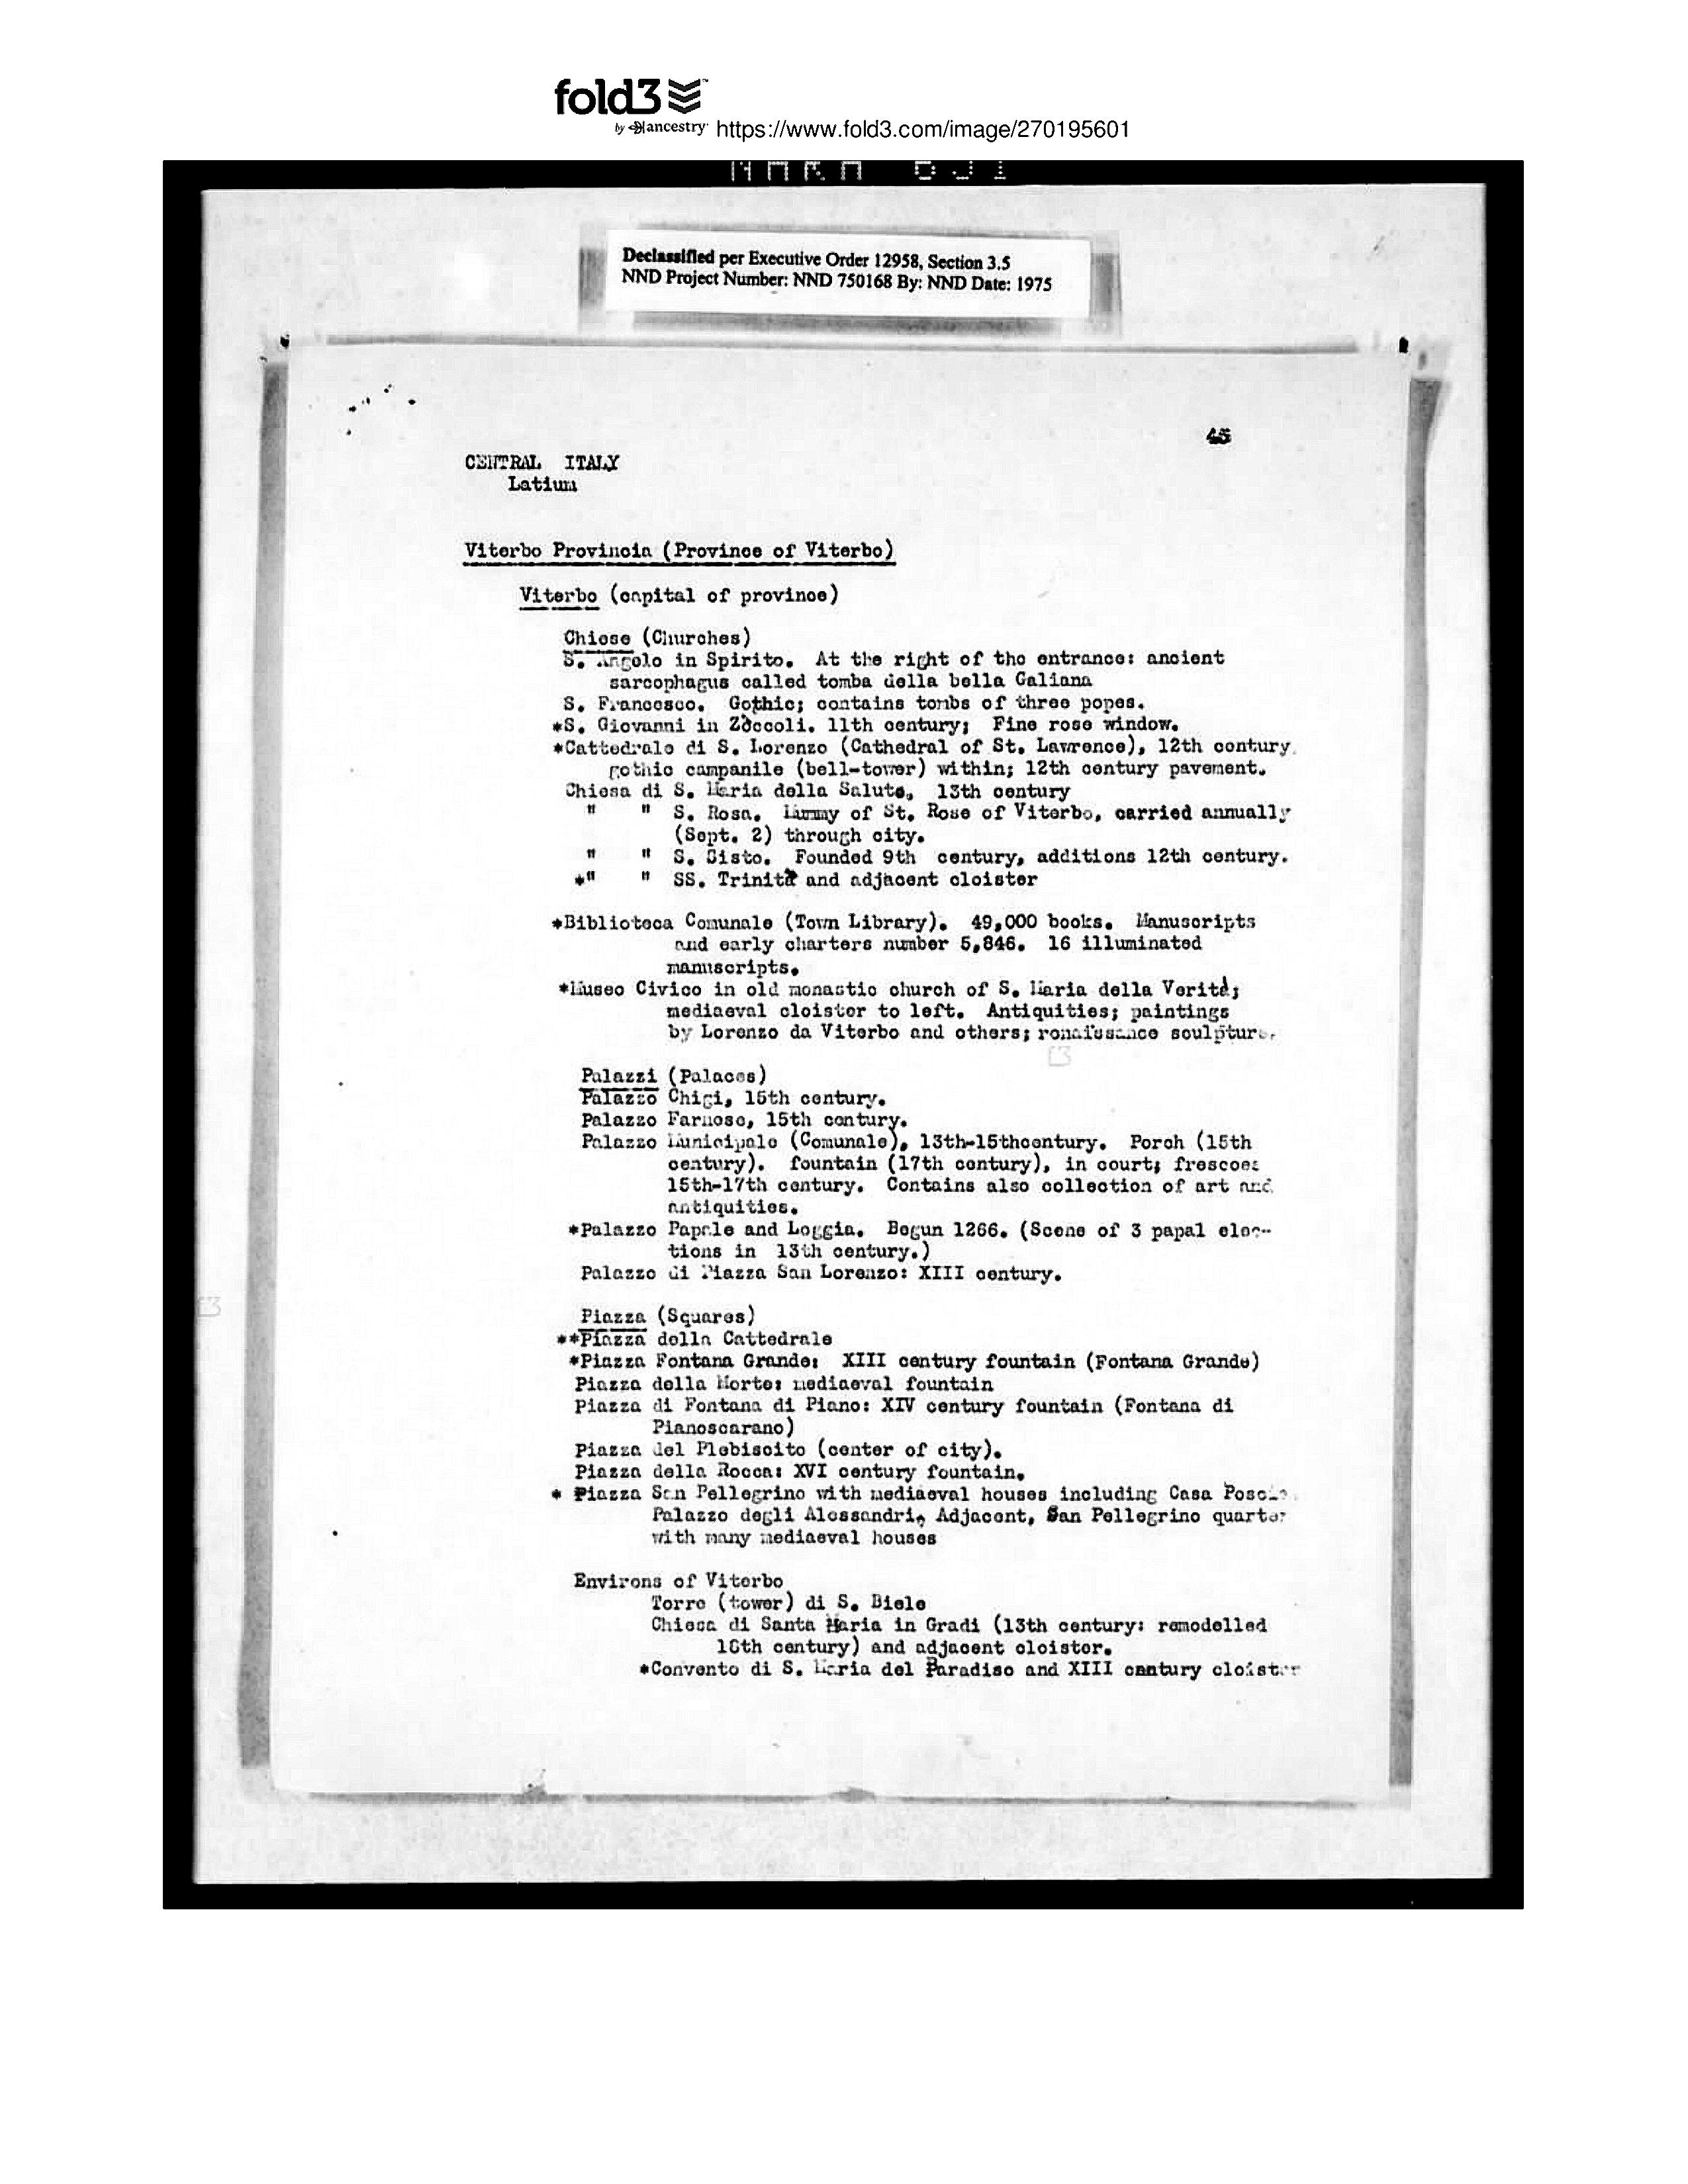 fold3
by ancestry https://www.fold3.com/image/270195601
Declassified per Executive Order 12958, Section 3.5
NND Project Number: NND 750168 By: NND Date: 1975
45
CENTRAL ITALY
Latium
Viterbo Provincia (Province of Viterbo)
Viterbo (capital of province)
Chiese (Churches)
S. Angelo in Spirito. At the right of the entrance: ancient
sarcophagus called tomba della bella Galiana
S. Francesco. Gothic; contains tombs of three popes.
*S. Giovanni in Zòccoli. 11th century; Fine rose window.
*Cattedrale di S. Lorenzo (Cathedral of St. Lawrence), 12th century
gothic campanile (bell-tower) within; 12th century pavement.
Chiesa di S. Maria della Salute, 13th century
" " S. Rosa. Mummy of St. Rose of Viterbo, carried annually
(Sept. 2) through city.
" " S. Sisto. Founded 9th century, additions 12th century.
*" " SS. Trinità and adjacent cloister
*Biblioteca Comunale (Town Library). 49,000 books. Manuscripts
and early charters number 5,846. 16 illuminated
manuscripts.
*Museo Civico in old monastic church of S. Maria della Verità;
mediaeval cloister to left. Antiquities; paintings
by Lorenzo da Viterbo and others; renaissance sculpture.
Palazzi (Palaces)
Palazzo Chigi, 15th century.
Palazzo Farnese, 15th century.
Palazzo Municipale (Comunale), 13th-15thcentury. Porch (15th
century). fountain (17th century), in court; frescoes
15th-17th century. Contains also collection of art and
antiquities.
*Palazzo Papale and Loggia. Begun 1266. (Scene of 3 papal elec-
tions in 13th century.)
Palazzo di Piazza San Lorenzo: XIII century.
Piazza (Squares)
**Piazza della Cattedrale
*Piazza Fontana Grande: XIII century fountain (Fontana Grande)
Piazza della Morte: mediaeval fountain
Piazza di Fontana di Piano: XIV century fountain (Fontana di
Pianoscarano)
Piazza del Plebiscito (center of city).
Piazza della Rocca: XVI century fountain.
* Piazza San Pellegrino with mediaeval houses including Casa
Palazzo degli Alessandri. Adjacent, San Pellegrino quarter
with many mediaeval houses
Environs of Viterbo
Torre (tower) di S. Biele
Chiesa di Santa Maria in Gradi (13th century: remodelled
18th century) and adjacent cloister.
*Convento di S. Maria del Paradiso and XIII century cloister